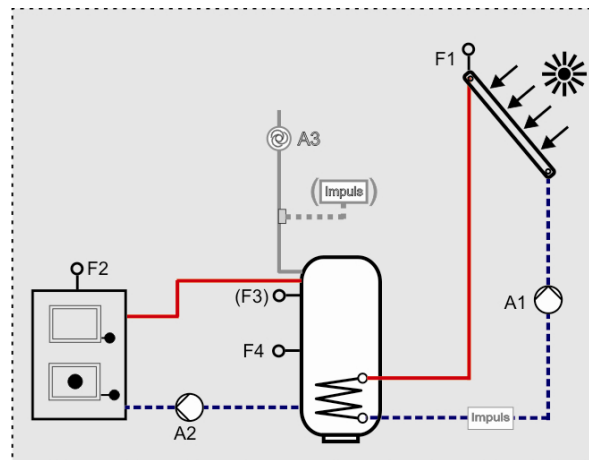 F1
A3
(Impuls)
F2
(F3)
A1
F4
A2
Impuls